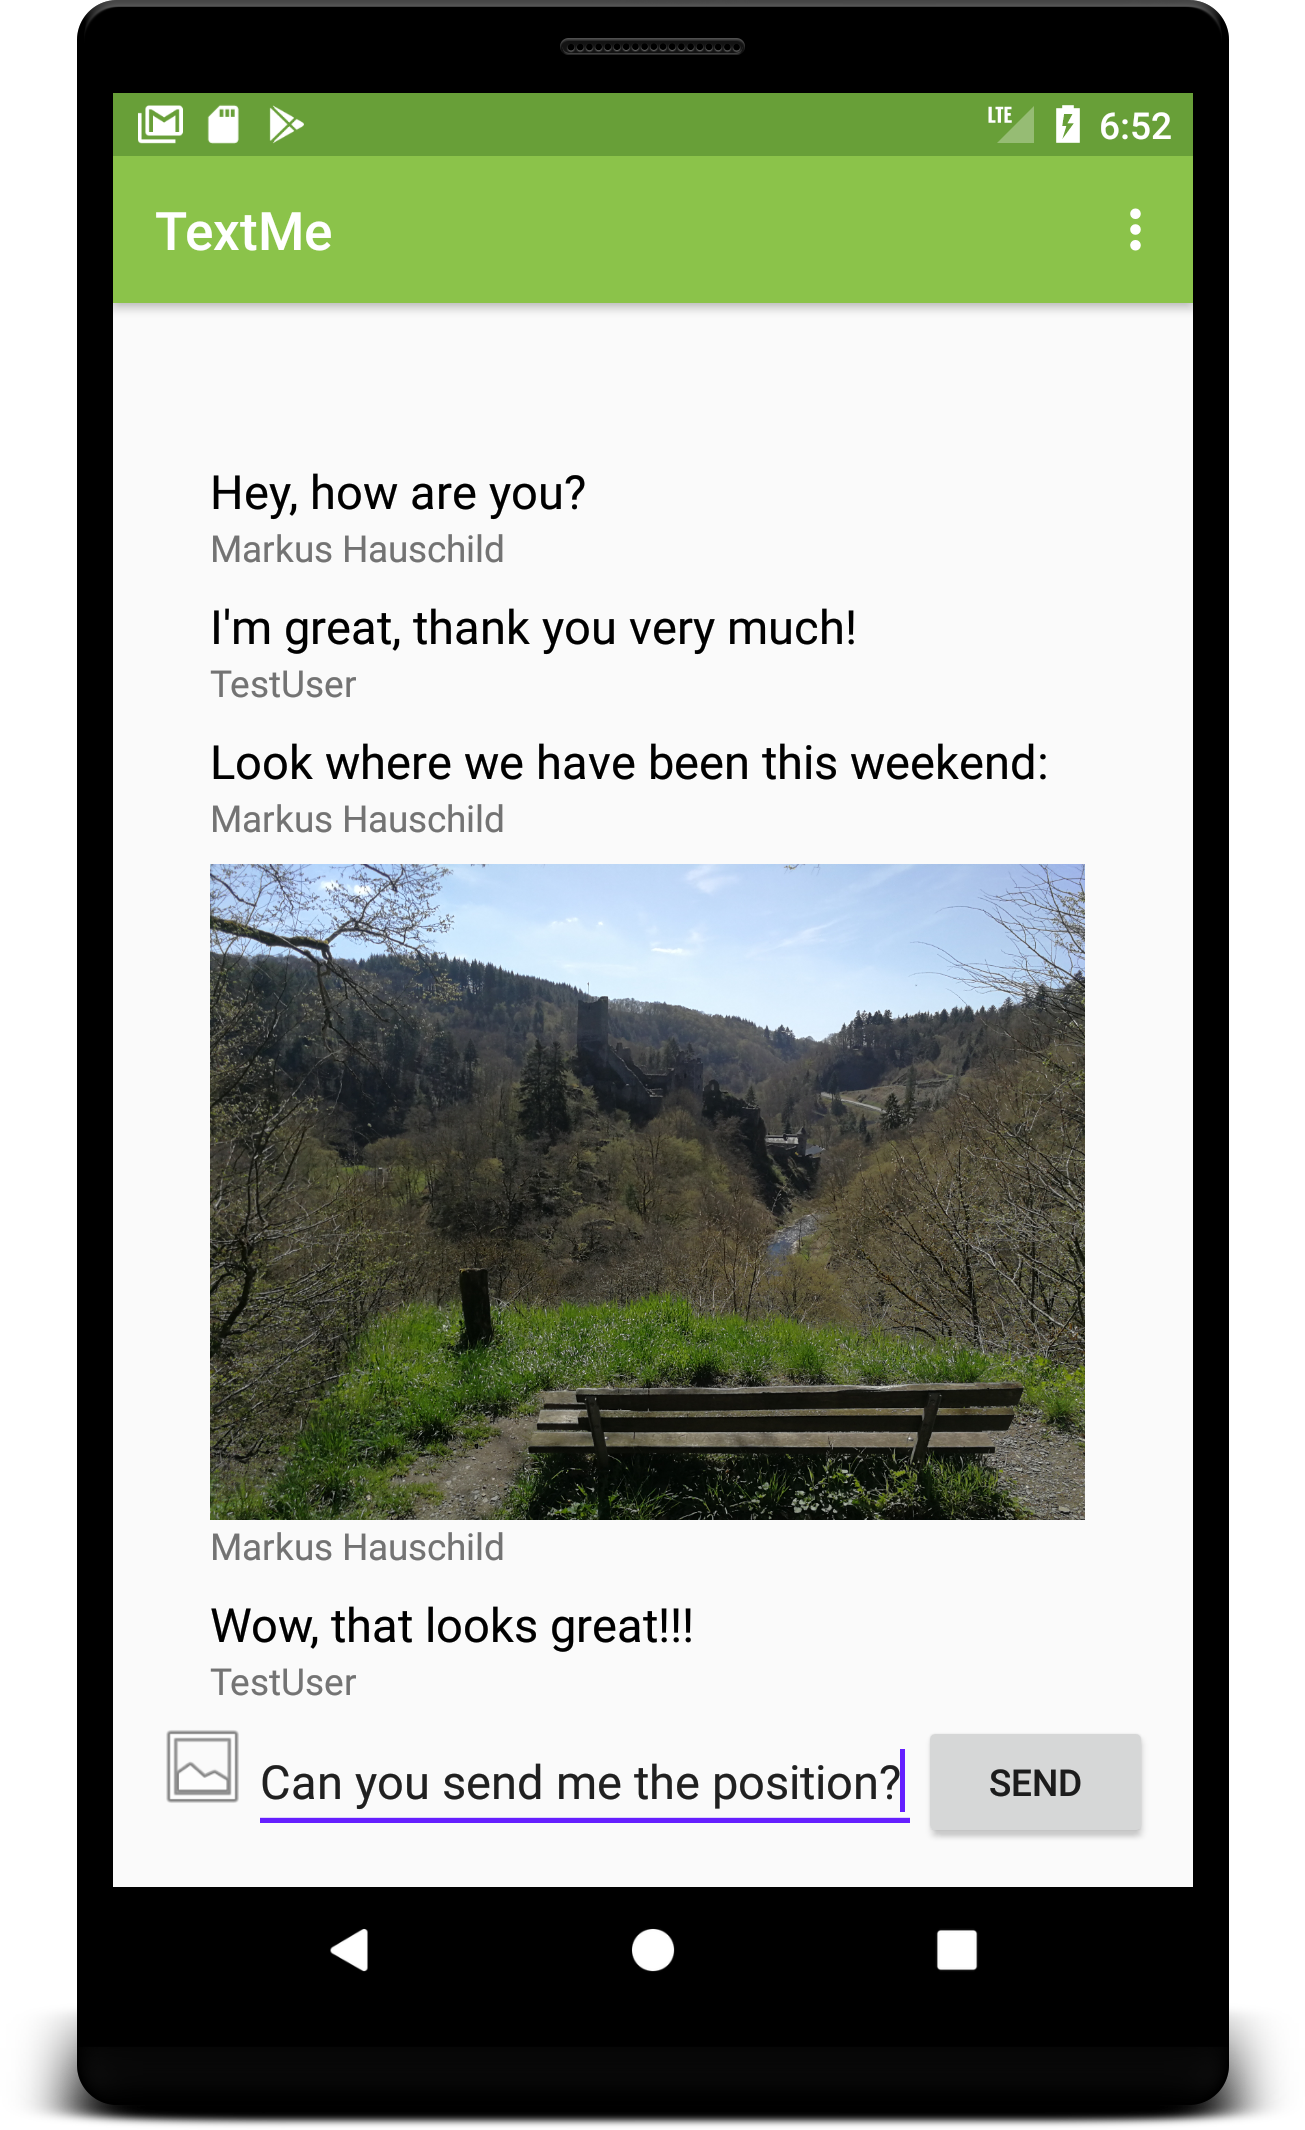 LTE 6:52
TextMe
Hey, how are you?
Markus Hauschild
I'm great, thank you very much!
TestUser
Look where we have been this weekend:
Markus Hauschild
Markus Hauschild
Wow, that looks great!!!
TestUser
Can you send me the position?
SEND